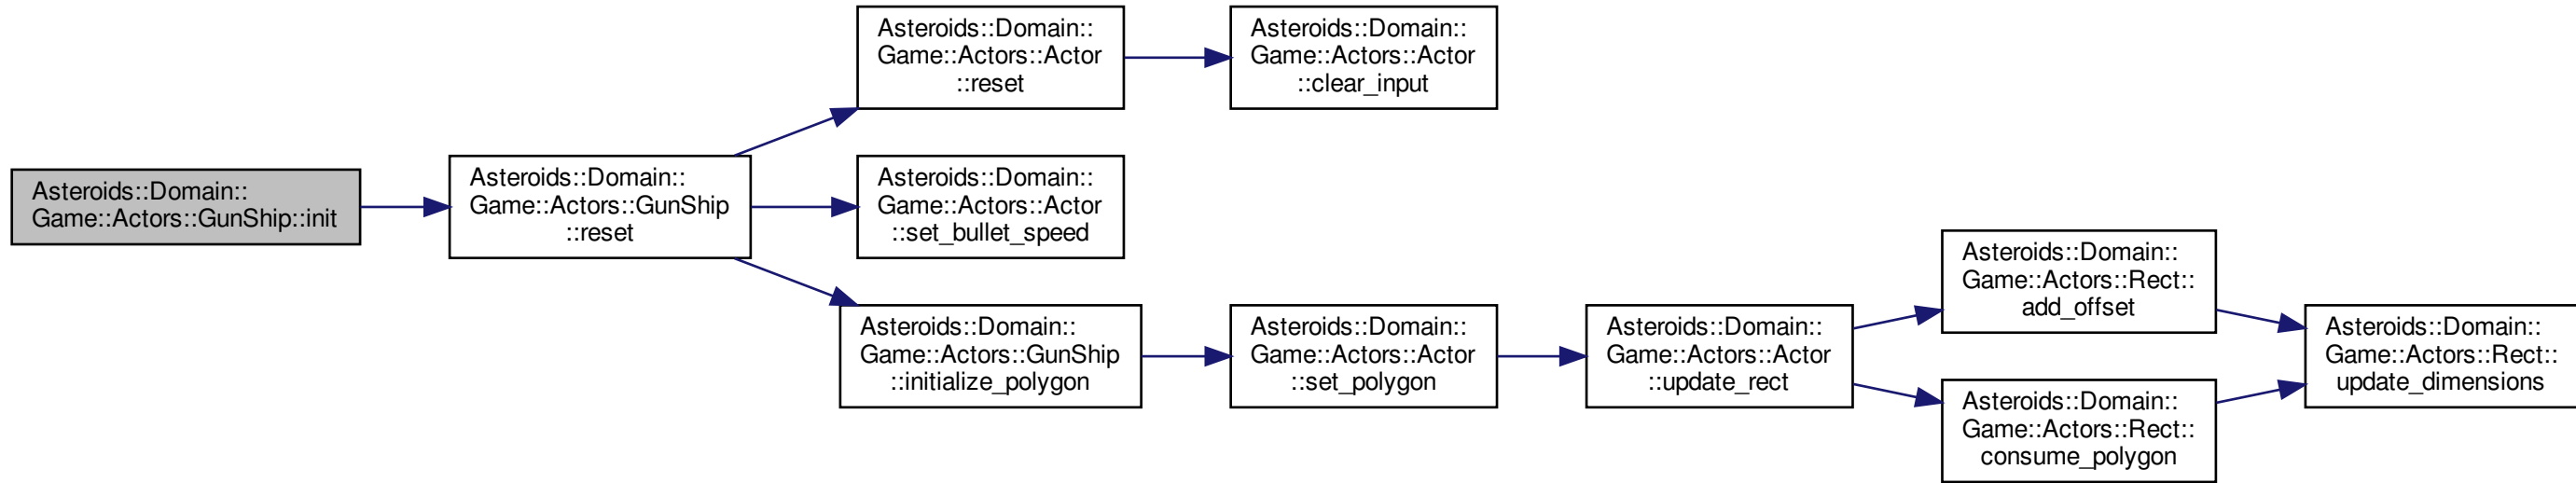 Asteroids::Domain::
Game::Actors::GunShip::init
Asteroids::Domain::
Game::Actors::GunShip
::reset
Asteroids::Domain::
Game::Actors::Actor
::reset
Asteroids::Domain::
Game::Actors::Actor
::clear_input
Asteroids::Domain::
Game::Actors::Actor
::set_bullet_speed
Asteroids::Domain::
Game::Actors::GunShip
::initialize_polygon
Asteroids::Domain::
Game::Actors::Actor
::set_polygon
Asteroids::Domain::
Game::Actors::Actor
::update_rect
Asteroids::Domain::
Game::Actors::Rect::
add_offset
Asteroids::Domain::
Game::Actors::Rect::
consume_polygon
Asteroids::Domain::
Game::Actors::Rect::
update_dimensions